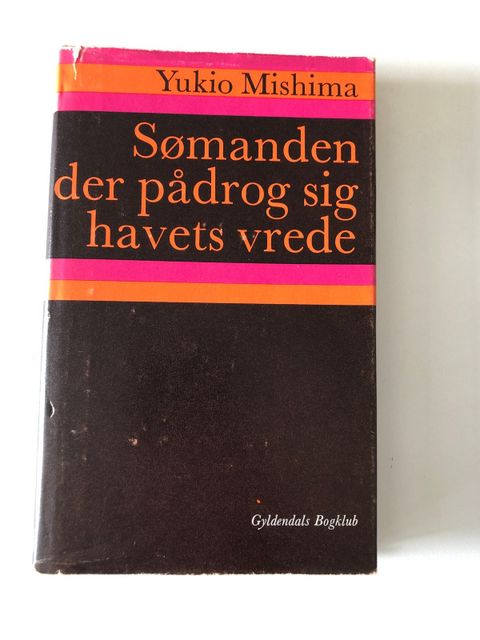 Yukio Mishima
Sømanden
der pådrog sig
havets vrede
Gyldendals Bogklub